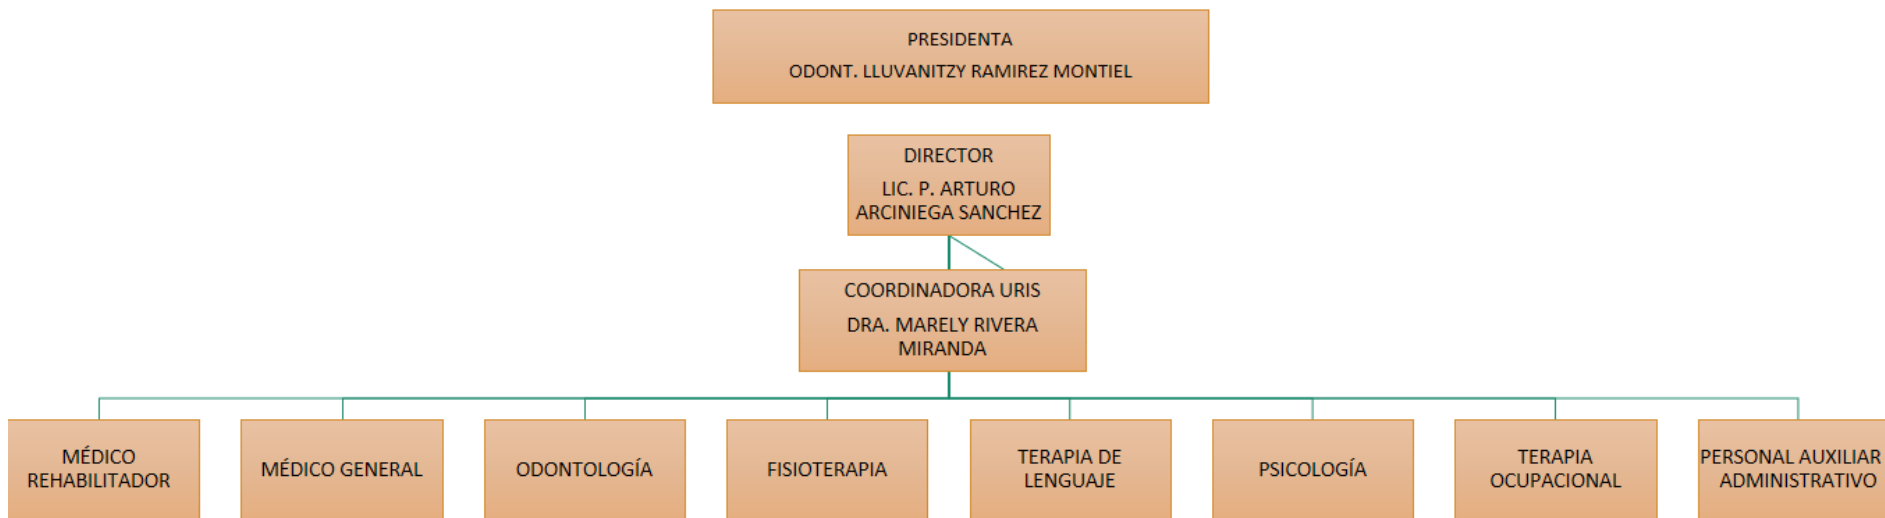 PRESIDENTA
ODONT. LLUVANITZY RAMIREZ MONTIEL
DIRECTOR
LIC. P. ARTURO
ARCINIEGA SANCHEZ
COORDINADORA URIS
DRA. MARELY RIVERA
MIRANDA
MÉDICO
REHABILITADOR
MÉDICO GENERAL
ODONTOLOGÍA
FISIOTERAPIA
TERAPIA DE
LENGUAJE
PSICOLOGÍA
TERAPIA
OCUPACIONAL
PERSONAL AUXILIAR
ADMINISTRATIVO